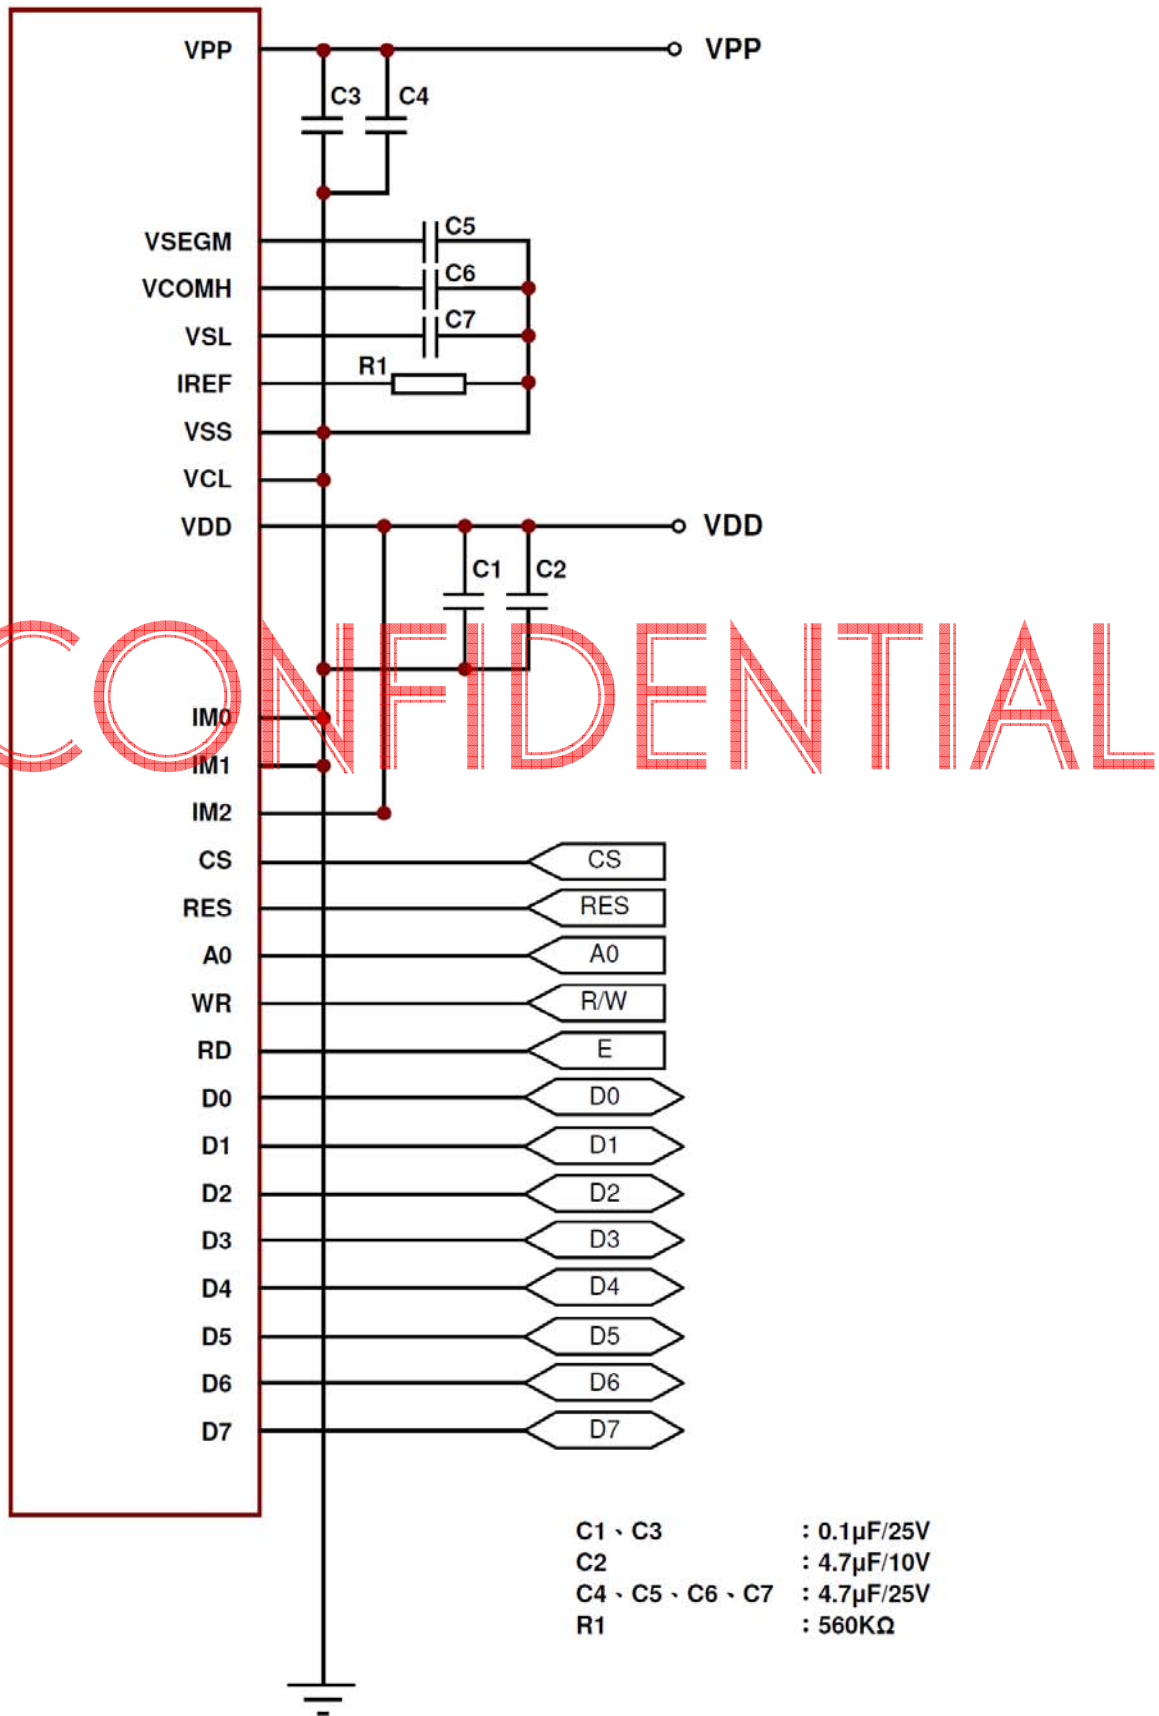 VPP
VPP
C3
C4
VSEGM
C5
VCOMH
C6
VSL
C7
IREF
R1
VSS
VCL
VDD
VDD
C1
C2
CONFIDENTIAL
IM0
IM1
IM2
CS
CS
RES
RES
A0
A0
WR
R/W
RD
E
D0
D0
D1
D1
D2
D2
D3
D3
D4
D4
D5
D5
D6
D6
D7
D7
C1、C3 : 0.1µF/25V
C2 : 4.7µF/10V
C4、C5、C6、C7 : 4.7µF/25V
R1 : 560KΩ